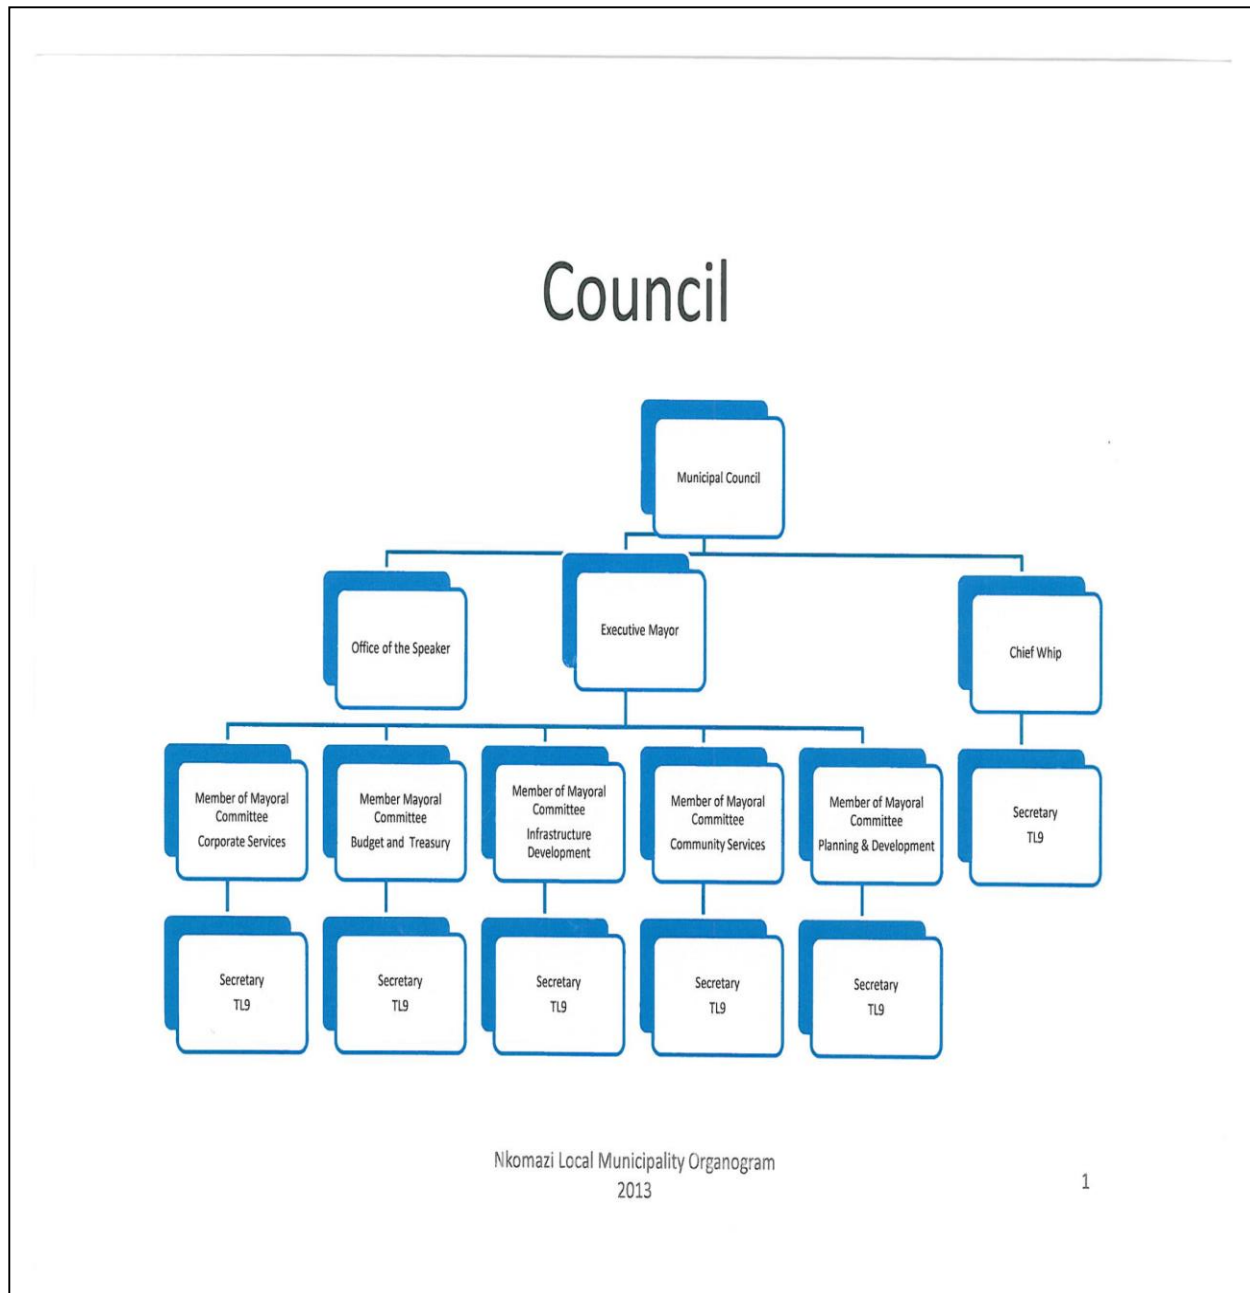 Council
Municipal Council
Office of the Speaker
Executive Mayor
Chief Whip
Member of Mayoral
Committee
Corporate Services
Member Mayoral
Committee
Budget and Treasury
Member of Mayoral
Committee
Infrastructure
Development
Member of Mayoral
Committee
Community Services
Member of Mayoral
Committee
Planning & Development
Secretary
TL9
Secretary
TL9
Secretary
TL9
Secretary
TL9
Secretary
TL9
Secretary
TL9
Nkomazi Local Municipality Organogram
2013
1